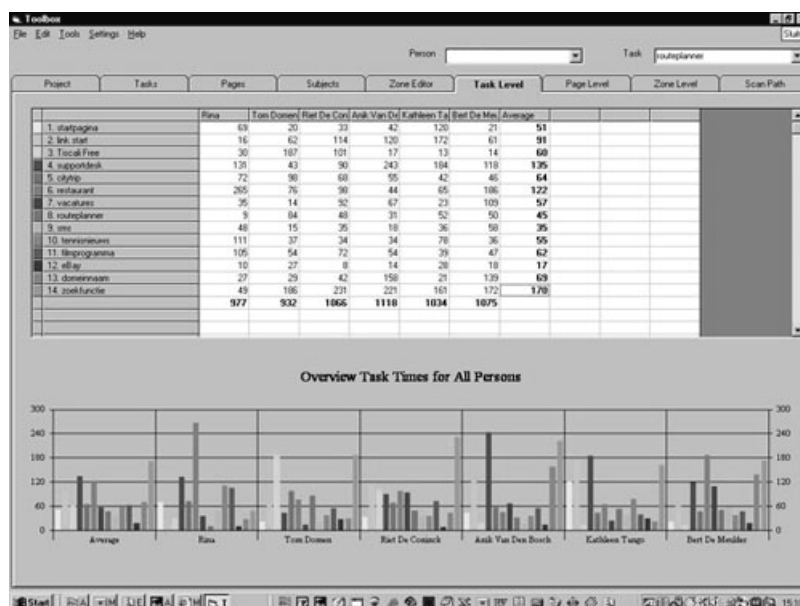 Toolbox
File Edit Tools Settings Help
Person Task routeplanner
Project Tasks Pages Subjects Zone Editor Task Level Page Level Zone Level Scan Path
Rina Tom Domen Riet De Con Anik Van De Kathleen Ta Bert De Meu Average
1. startpagina 69 20 33 42 120 21 51
2. link start 16 62 114 120 172 61 91
3. Tiscali Free 30 187 101 17 13 14 60
4. supportdesk 131 43 90 243 184 118 135
5. citytrip 72 98 68 55 42 46 64
6. restaurant 265 76 98 44 65 186 122
7. vacatures 35 14 92 67 23 109 57
8. routeplanner 9 84 48 31 52 50 45
9. sms 48 15 35 18 36 58 35
10. tennisnieuws 111 37 34 34 78 36 55
11. filmprogramma 105 54 72 54 39 47 62
12. eBay 10 27 8 14 28 18 17
13. domeinnaam 27 29 42 158 21 139 69
14. zoekfunctie 49 186 231 221 161 172 170
977 932 1066 1118 1034 1075
Overview Task Times for All Persons
300 300
240 240
180 180
120 120
60 60
0 0
Average Rina Tom Domen Riet De Coninck Anik Van Den Bosch Kathleen Tango Bert De Meulder
Start